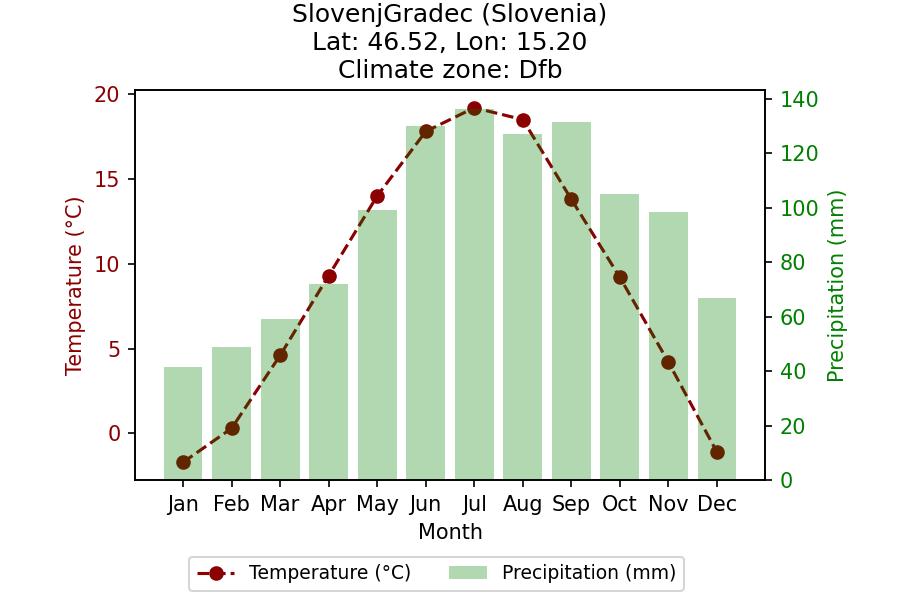 SlovenjGradec (Slovenia)
Lat: 46.52, Lon: 15.20
Climate zone: Dfb
Temperature (°C)
20
15
10
5
0
140
120
100
80
60
40
20
0
Precipitation (mm)
Jan Feb Mar Apr May Jun Jul Aug Sep Oct Nov Dec
Month
Temperature (°C) Precipitation (mm)